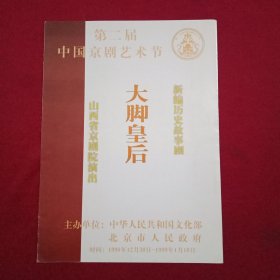 第二届
中国京剧艺术节
新编历史故事剧
大脚皇后
山西省京剧院演出
主办单位：中华人民共和国文化部
北京市人民政府